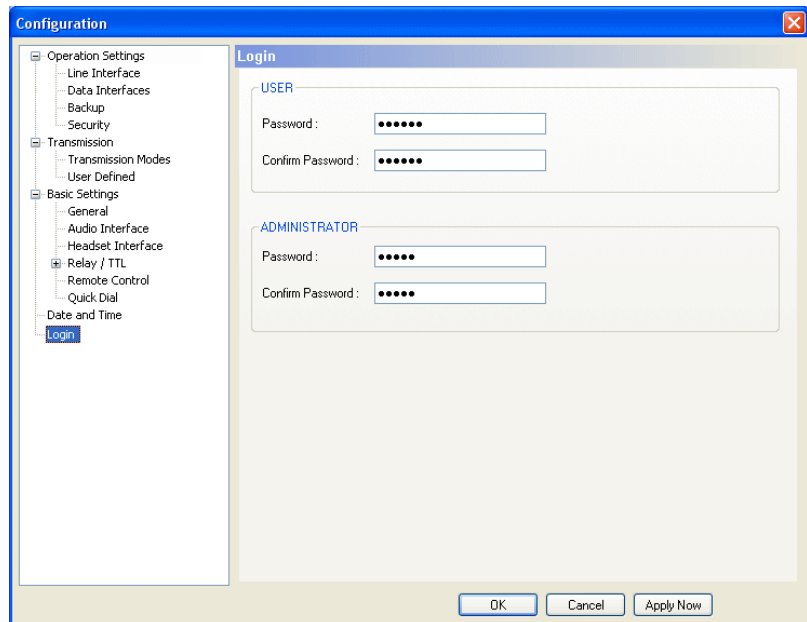 Configuration
Operation Settings
Line Interface
Data Interfaces
Backup
Security
Transmission
Transmission Modes
User Defined
Basic Settings
General
Audio Interface
Headset Interface
Relay / TTL
Remote Control
Quick Dial
Date and Time
Login
Login
USER
Password :
••••••
Confirm Password :
••••••
ADMINISTRATOR
Password :
•••••
Confirm Password :
•••••
OK
Cancel
Apply Now